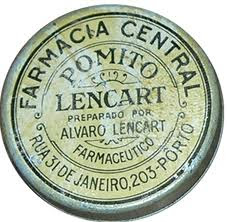 FARMACIA CENTRAL
POMITO
LENCART
PREPARADO POR
ALVARO LENCART
FARMACEUTICO
RUA 31 DE JANEIRO, 203-PORTO